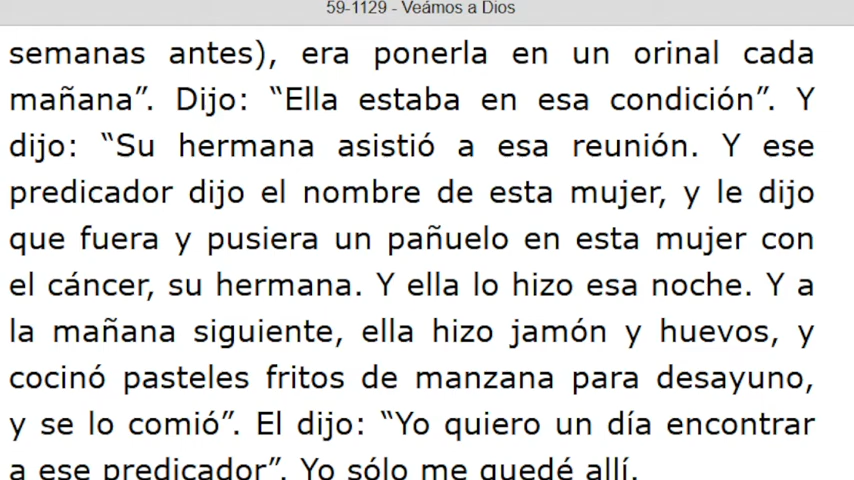 59-1129 - Veámos a Dios
semanas antes), era ponerla en un orinal cada
mañana”. Dijo: “Ella estaba en esa condición”. Y
dijo: “Su hermana asistió a esa reunión. Y ese
predicador dijo el nombre de esta mujer, y le dijo
que fuera y pusiera un pañuelo en esta mujer con
el cáncer, su hermana. Y ella lo hizo esa noche. Y a
la mañana siguiente, ella hizo jamón y huevos, y
cocinó pasteles fritos de manzana para desayuno,
y se lo comió”. El dijo: “Yo quiero un día encontrar
a ese predicador”. Yo sólo me quedé allí.